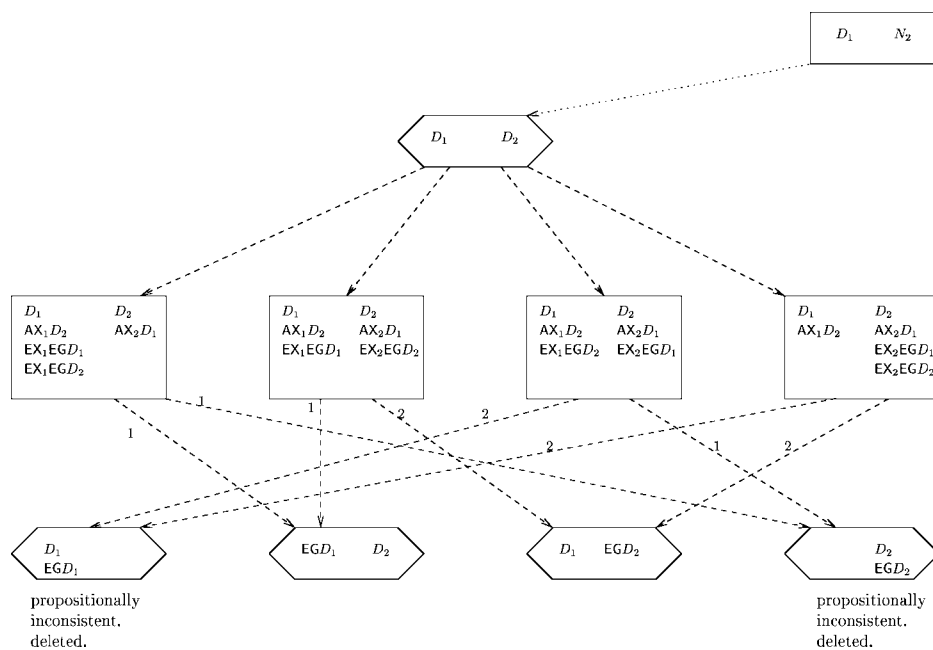 D₁ N₂
D₁ D₂
D₁ D₂
AX₁D₂ AX₂D₁
EX₁EGD₁
EX₁EGD₂
D₁ D₂
AX₁D₂ AX₂D₁
EX₁EGD₁ EX₂EGD₂
D₁ D₂
AX₁D₂ AX₂D₁
EX₁EGD₂ EX₂EGD₁
D₁ D₂
AX₁D₂ AX₂D₁
EX₂EGD₁
EX₂EGD₂
1
1
1
2
2
2
1
2
D₁
EGD₁
EGD₁ D₂
D₁ EGD₂
D₂
EGD₂
propositionally
inconsistent.
deleted.
propositionally
inconsistent.
deleted.